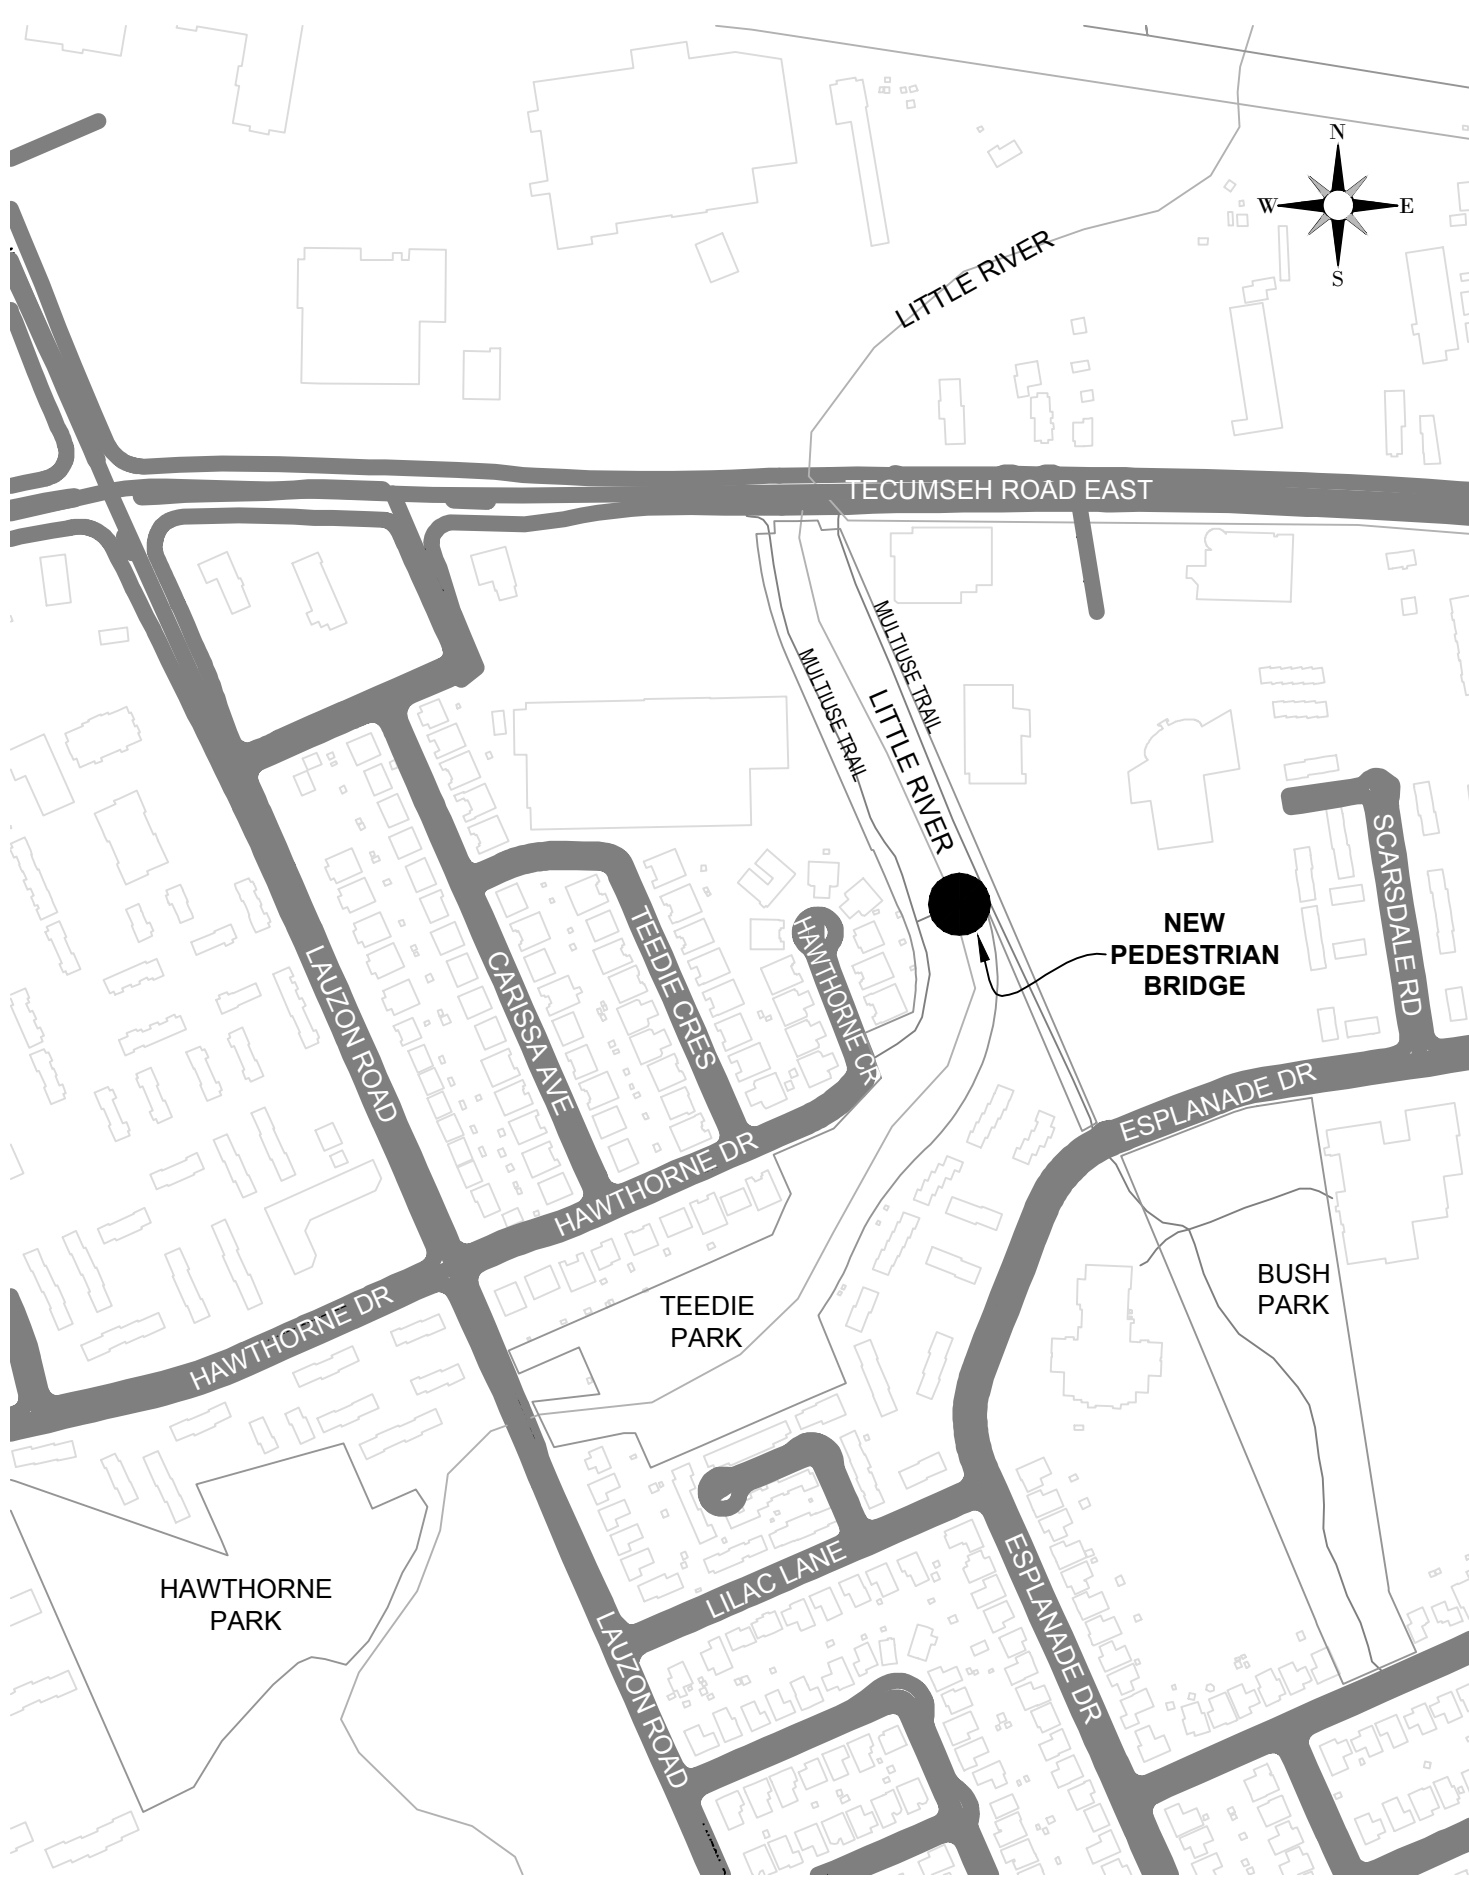 N
W
E
S
LITTLE RIVER
TECUMSEH ROAD EAST
MULTIUSE TRAIL
MULTIUSE TRAIL
LITTLE RIVER
SCARSDALE RD
NEW
PEDESTRIAN
BRIDGE
LAUZON ROAD
CARISSA AVE
TEEDIE CRES
HAWTHORNE CR
HAWTHORNE DR
ESPLANADE DR
HAWTHORNE DR
TEEDIE
PARK
BUSH
PARK
HAWTHORNE
PARK
LILAC LANE
ESPLANADE DR
LAUZON ROAD